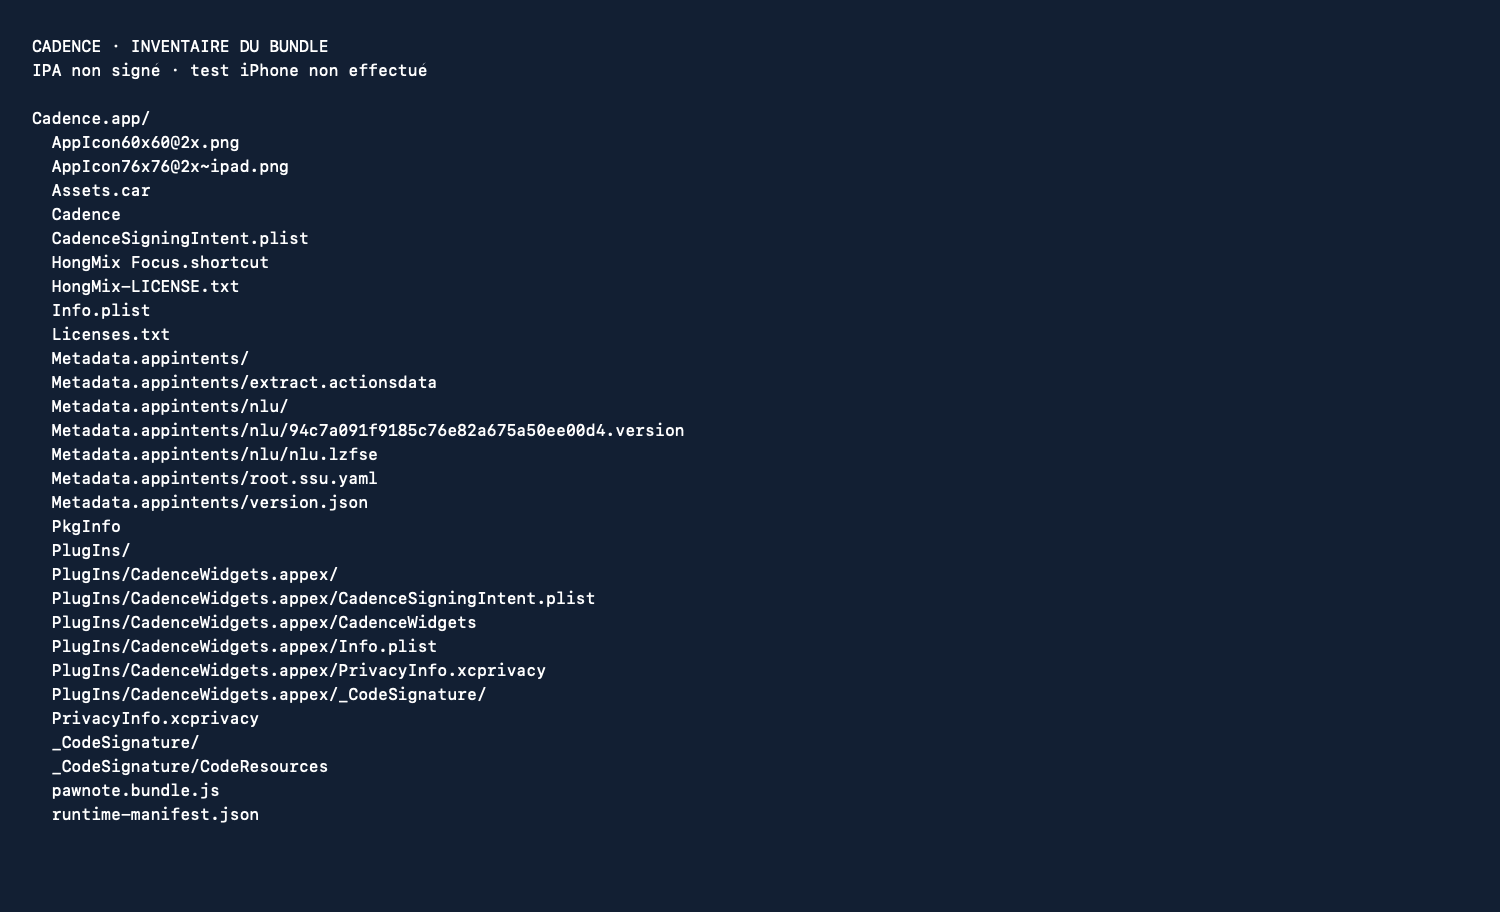 CADENCE · INVENTAIRE DU BUNDLE
IPA non signé · test iPhone non effectué
Cadence.app/
AppIcon60x60@2x.png
AppIcon76x76@2x~ipad.png
Assets.car
Cadence
CadenceSigningIntent.plist
HongMix Focus.shortcut
HongMix-LICENSE.txt
Info.plist
Licenses.txt
Metadata.appintents/
Metadata.appintents/extract.actionsdata
Metadata.appintents/nlu/
Metadata.appintents/nlu/94c7a091f9185c76e82a675a50ee00d4.version
Metadata.appintents/nlu/nlu.lzfse
Metadata.appintents/root.ssu.yaml
Metadata.appintents/version.json
PkgInfo
PlugIns/
PlugIns/CadenceWidgets.appex/
PlugIns/CadenceWidgets.appex/CadenceSigningIntent.plist
PlugIns/CadenceWidgets.appex/CadenceWidgets
PlugIns/CadenceWidgets.appex/Info.plist
PlugIns/CadenceWidgets.appex/PrivacyInfo.xcprivacy
PlugIns/CadenceWidgets.appex/_CodeSignature/
PrivacyInfo.xcprivacy
_CodeSignature/
_CodeSignature/CodeResources
pawnote.bundle.js
runtime-manifest.json